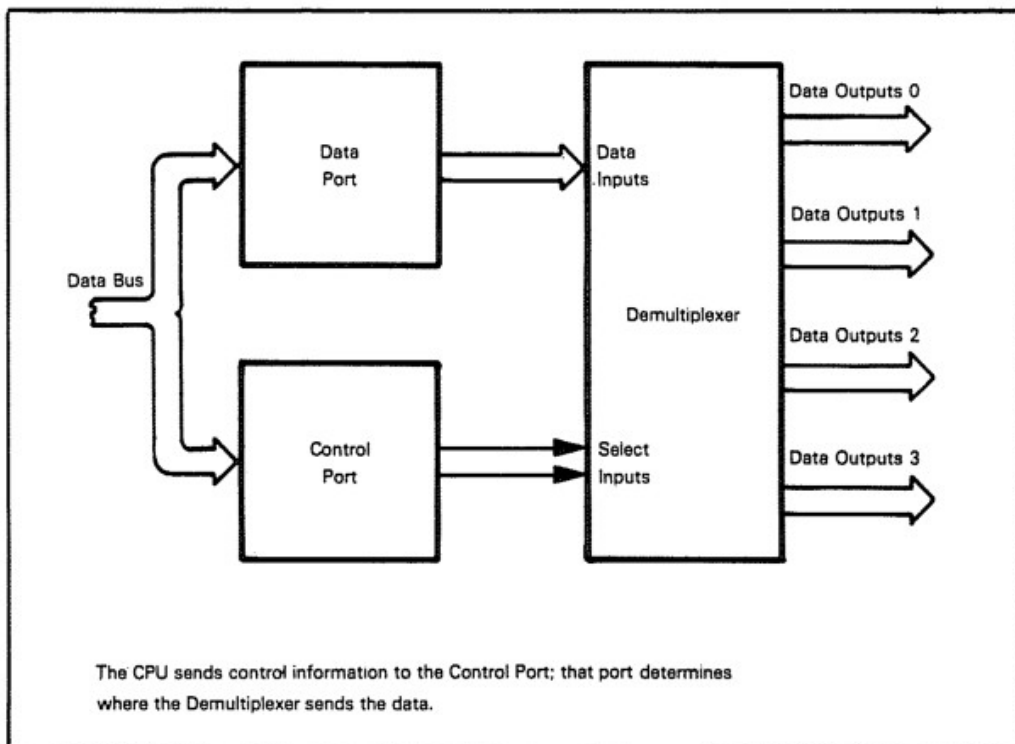 Data Outputs 0
Data
Port
Data
Inputs
Data Outputs 1
Data Bus
Demultiplexer
Data Outputs 2
Control
Port
Select
Inputs
Data Outputs 3
The CPU sends control information to the Control Port; that port determines
where the Demultiplexer sends the data.